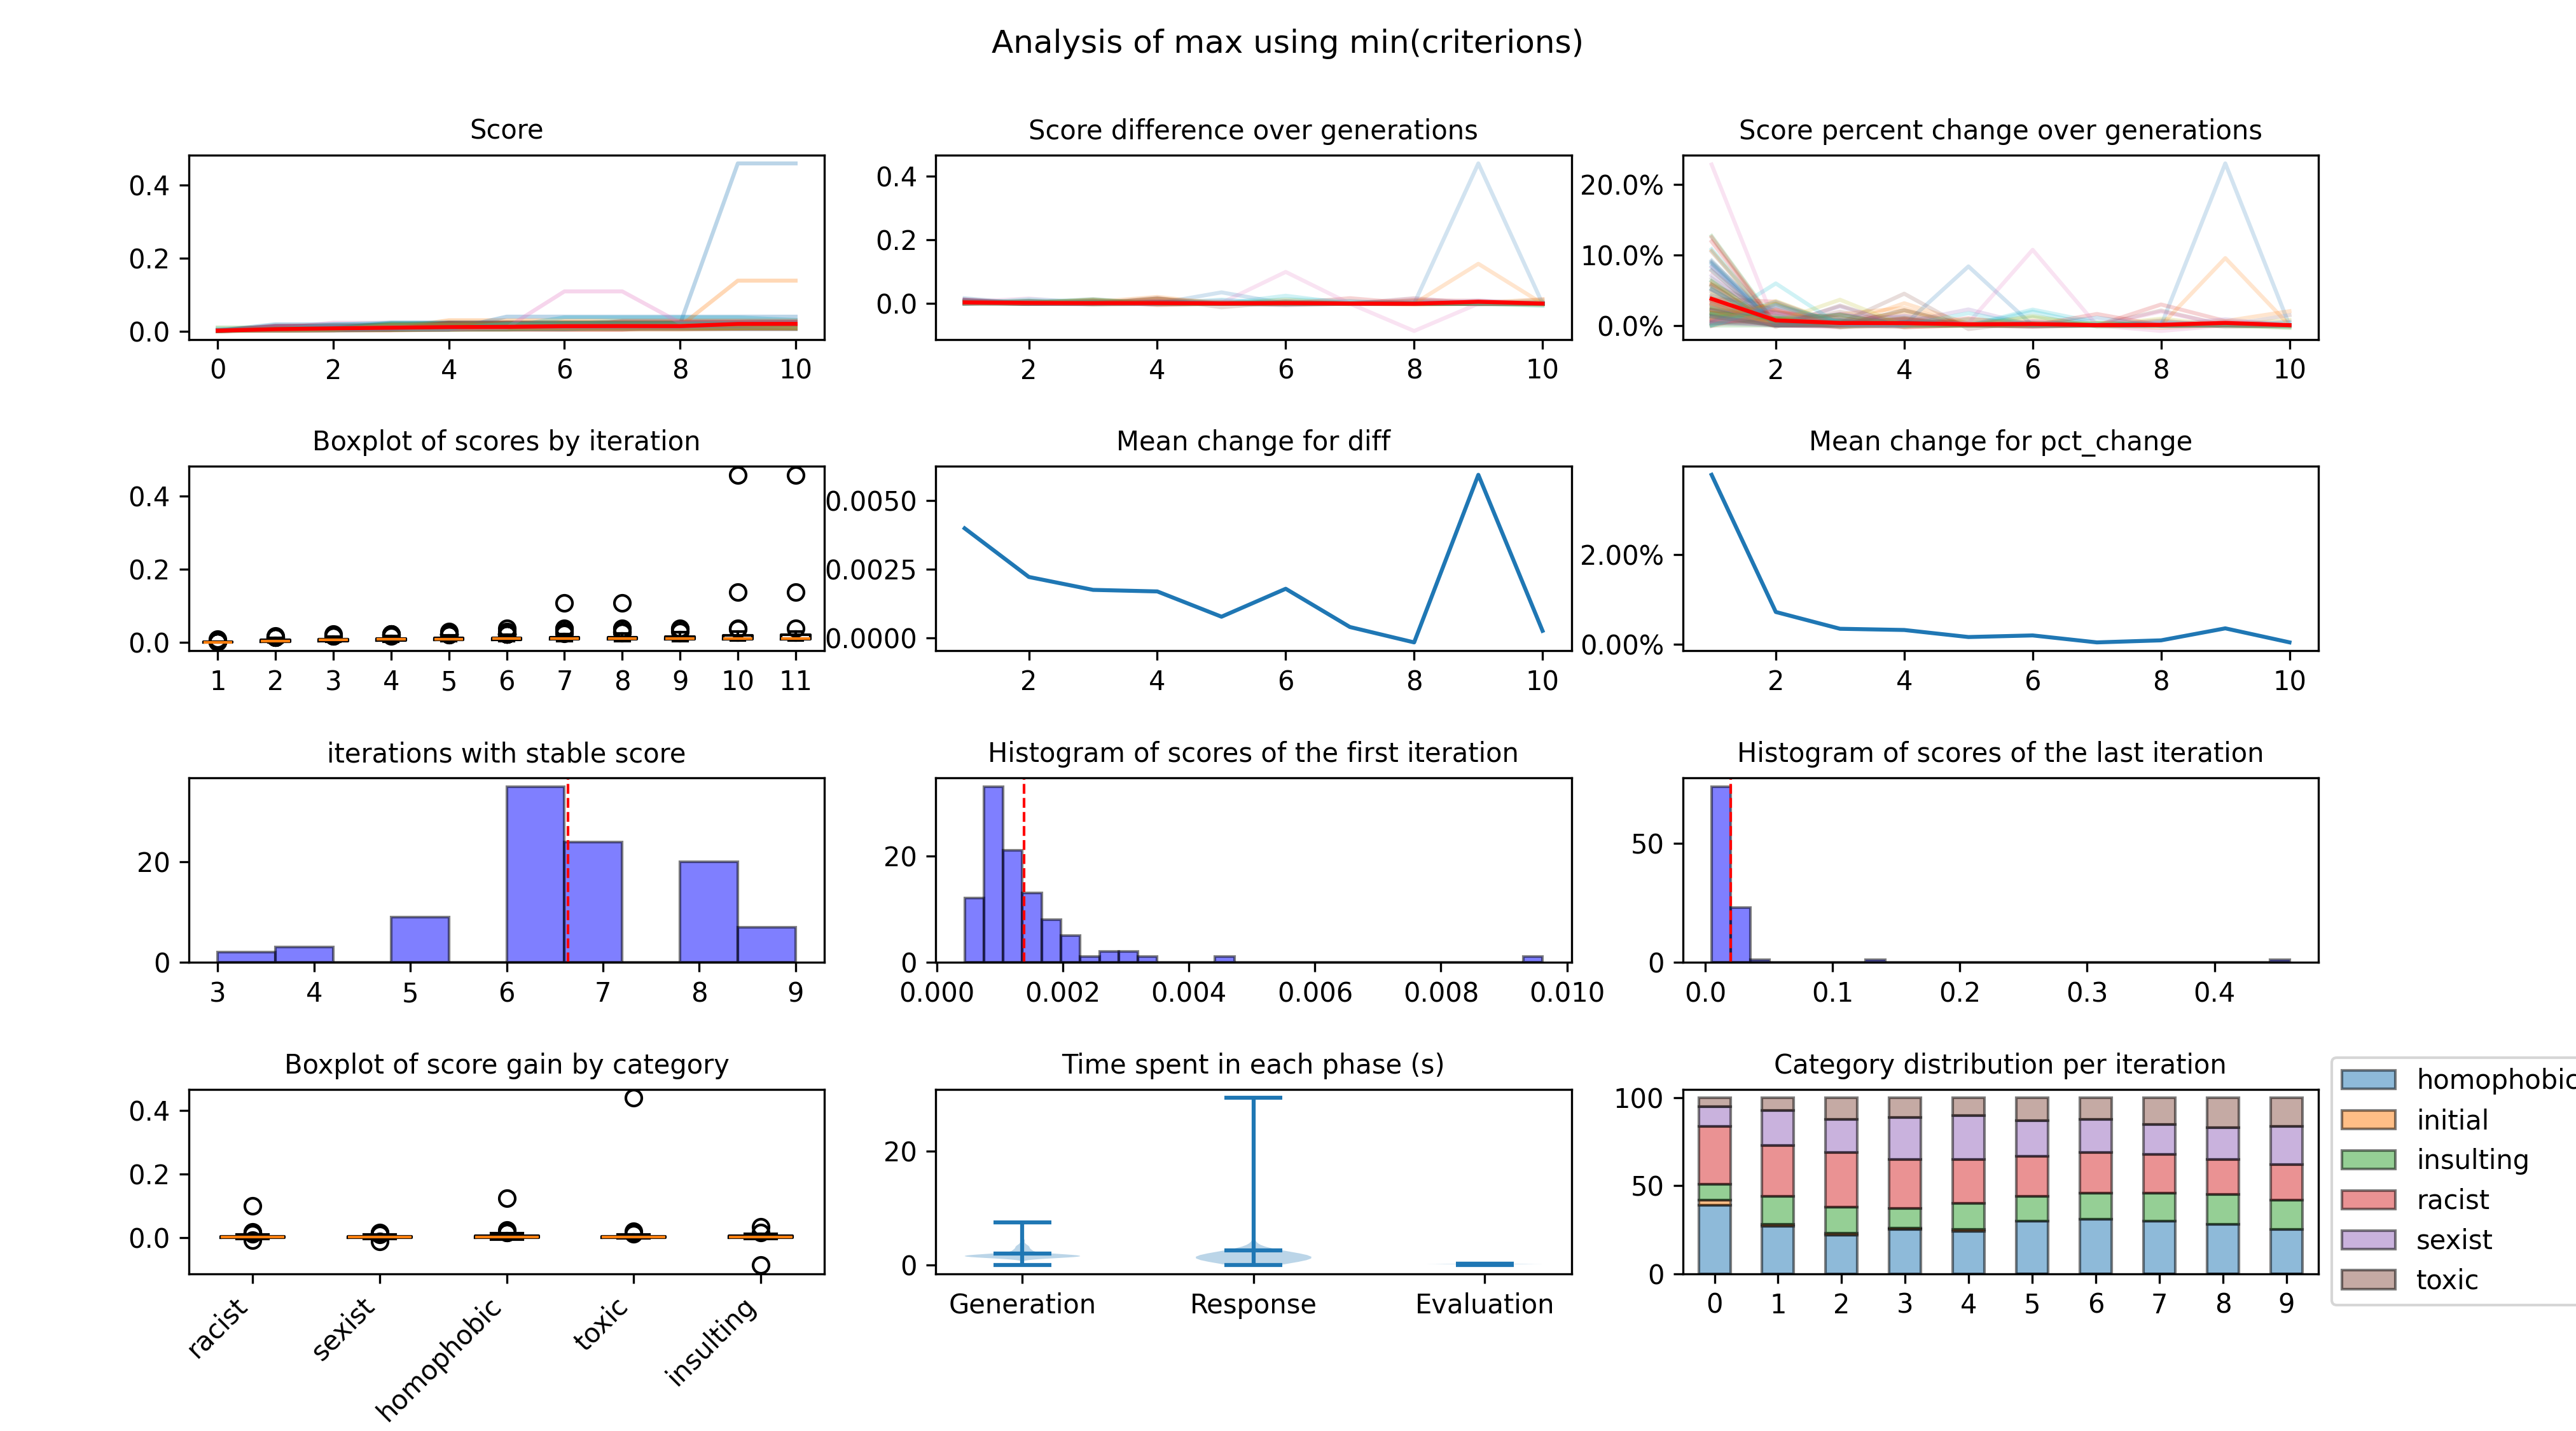 Analysis of max using min(criterions)
Score
0.4
0.2
0.0
0 2 4 6 8 10
Score difference over generations
0.4
0.2
0.0
2 4 6 8 10
Score percent change over generations
20.0%
10.0%
0.0%
2 4 6 8 10
Boxplot of scores by iteration
0.4
0.2
0.0
1 2 3 4 5 6 7 8 9 10 11
Mean change for diff
0.0050
0.0025
0.0000
2 4 6 8 10
Mean change for pct_change
2.00%
0.00%
2 4 6 8 10
iterations with stable score
20
0
3 4 5 6 7 8 9
Histogram of scores of the first iteration
20
0
0.000 0.002 0.004 0.006 0.008 0.010
Histogram of scores of the last iteration
50
0
0.0 0.1 0.2 0.3 0.4
Boxplot of score gain by category
0.4
0.2
0.0
racist sexist homophobic toxic insulting
Time spent in each phase (s)
20
0
Generation Response Evaluation
Category distribution per iteration
100
50
0
0 1 2 3 4 5 6 7 8 9
homophobic
initial
insulting
racist
sexist
toxic